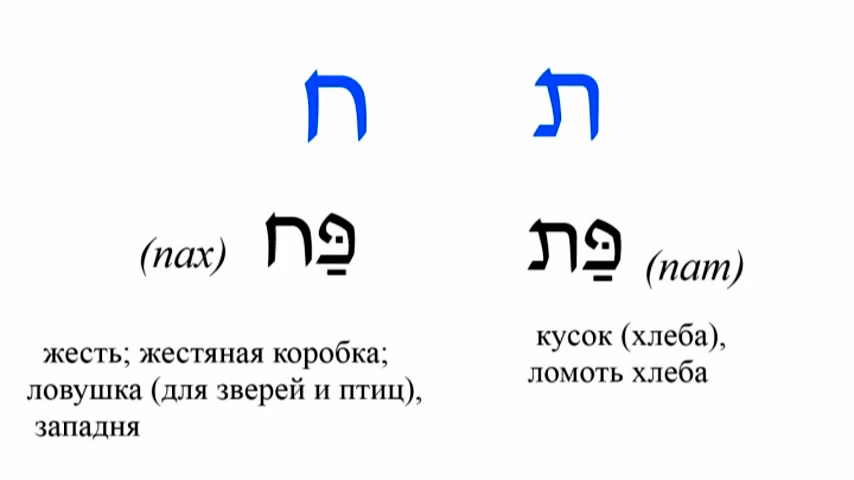 ח ת
(пах) פַּח פַּת (пат)
жесть; жестяная коробка;
ловушка (для зверей и птиц),
западня
кусок (хлеба),
ломоть хлеба